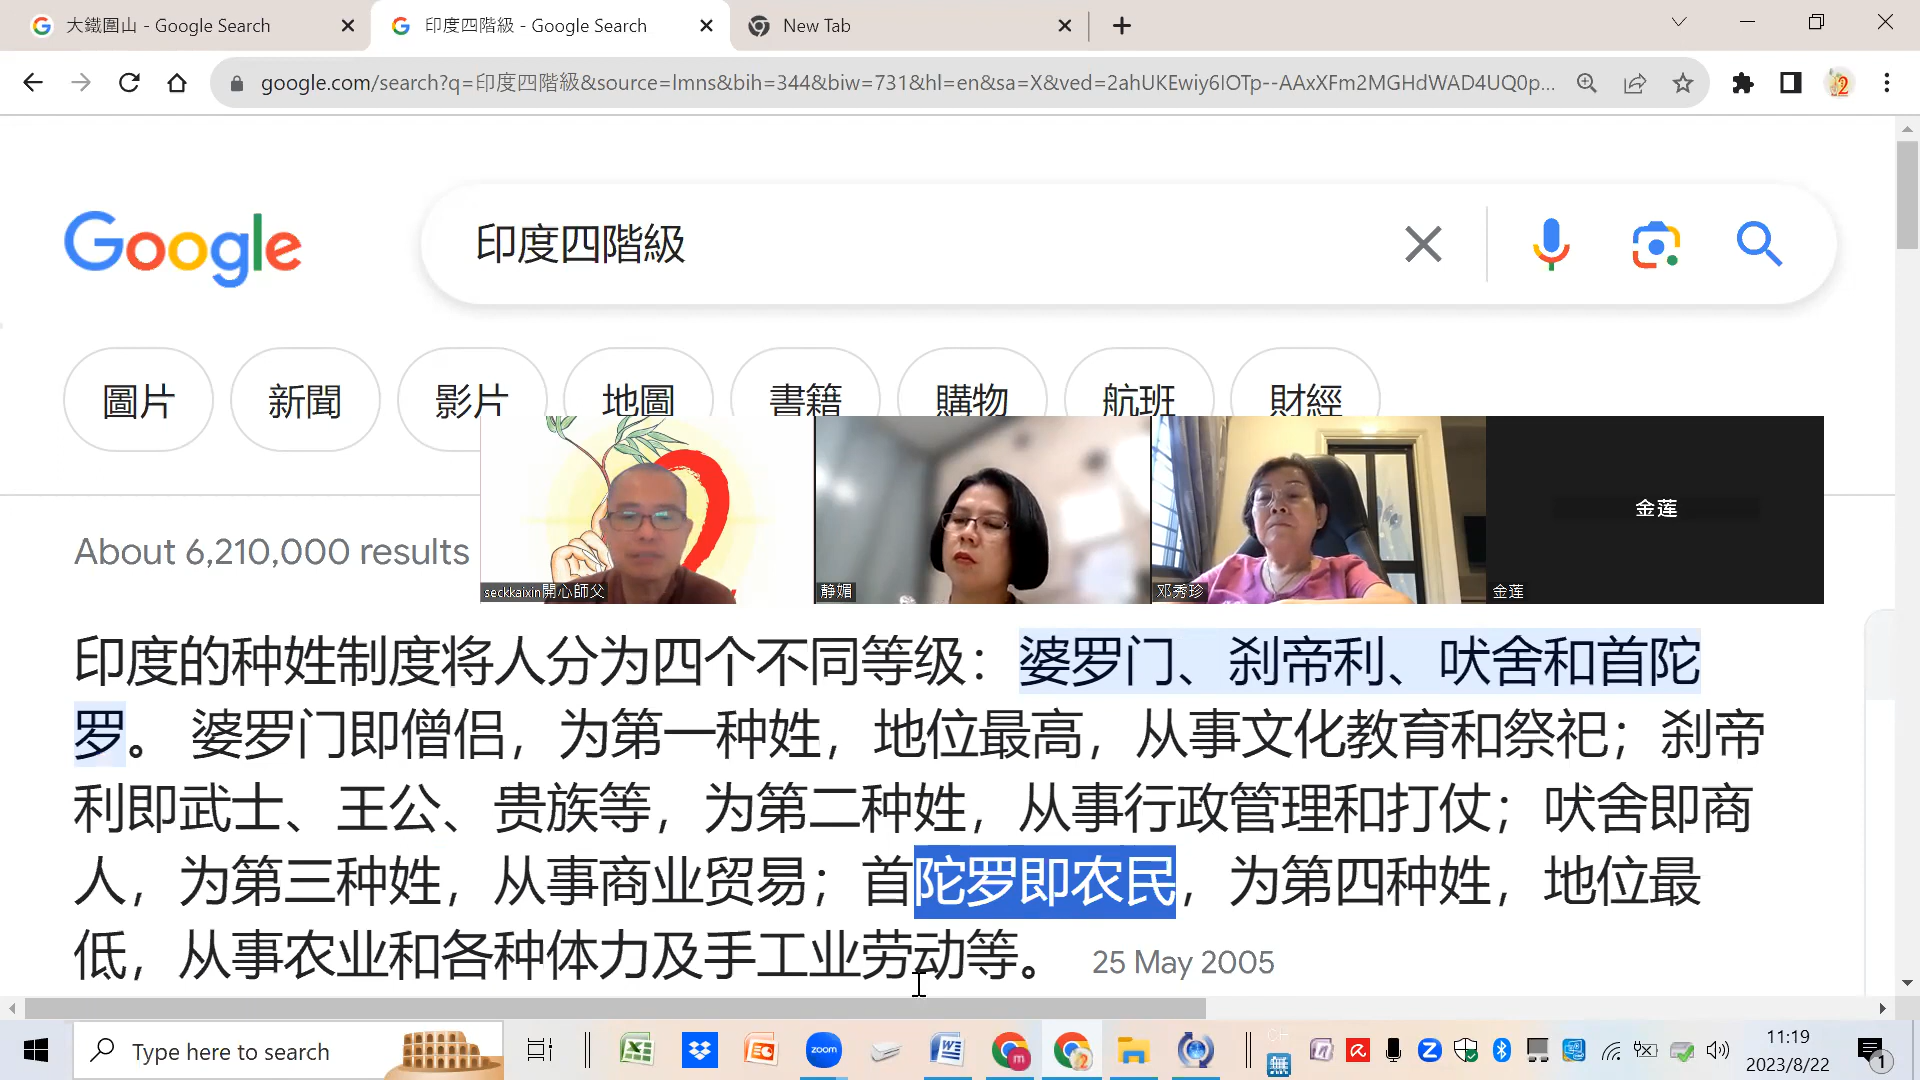 大鐵圍山 - Google Search
印度四階級 - Google Search
New Tab
google.com/search?q=印度四階級&source=lmns&bih=344&biw=731&hl=en&sa=X&ved=2ahUKEwiy6IOTp--AAxXFm2MGHdWAD4UQ0p...
Google
印度四階級
圖片
新聞
影片
地圖
書籍
購物
航班
財經
About 6,210,000 results
金莲
seckkaixin開心師父
静媚
邓秀珍
金莲
印度的种姓制度将人分为四个不同等级：婆罗门、刹帝利、吠舍和首陀
罗。 婆罗门即僧侣，为第一种姓，地位最高，从事文化教育和祭祀；刹帝
利即武士、王公、贵族等，为第二种姓，从事行政管理和打仗；吠舍即商
人，为第三种姓，从事商业贸易；首陀罗即农民，为第四种姓，地位最
低，从事农业和各种体力及手工业劳动等。 25 May 2005
Type here to search
zoom
11:19
2023/8/22
1